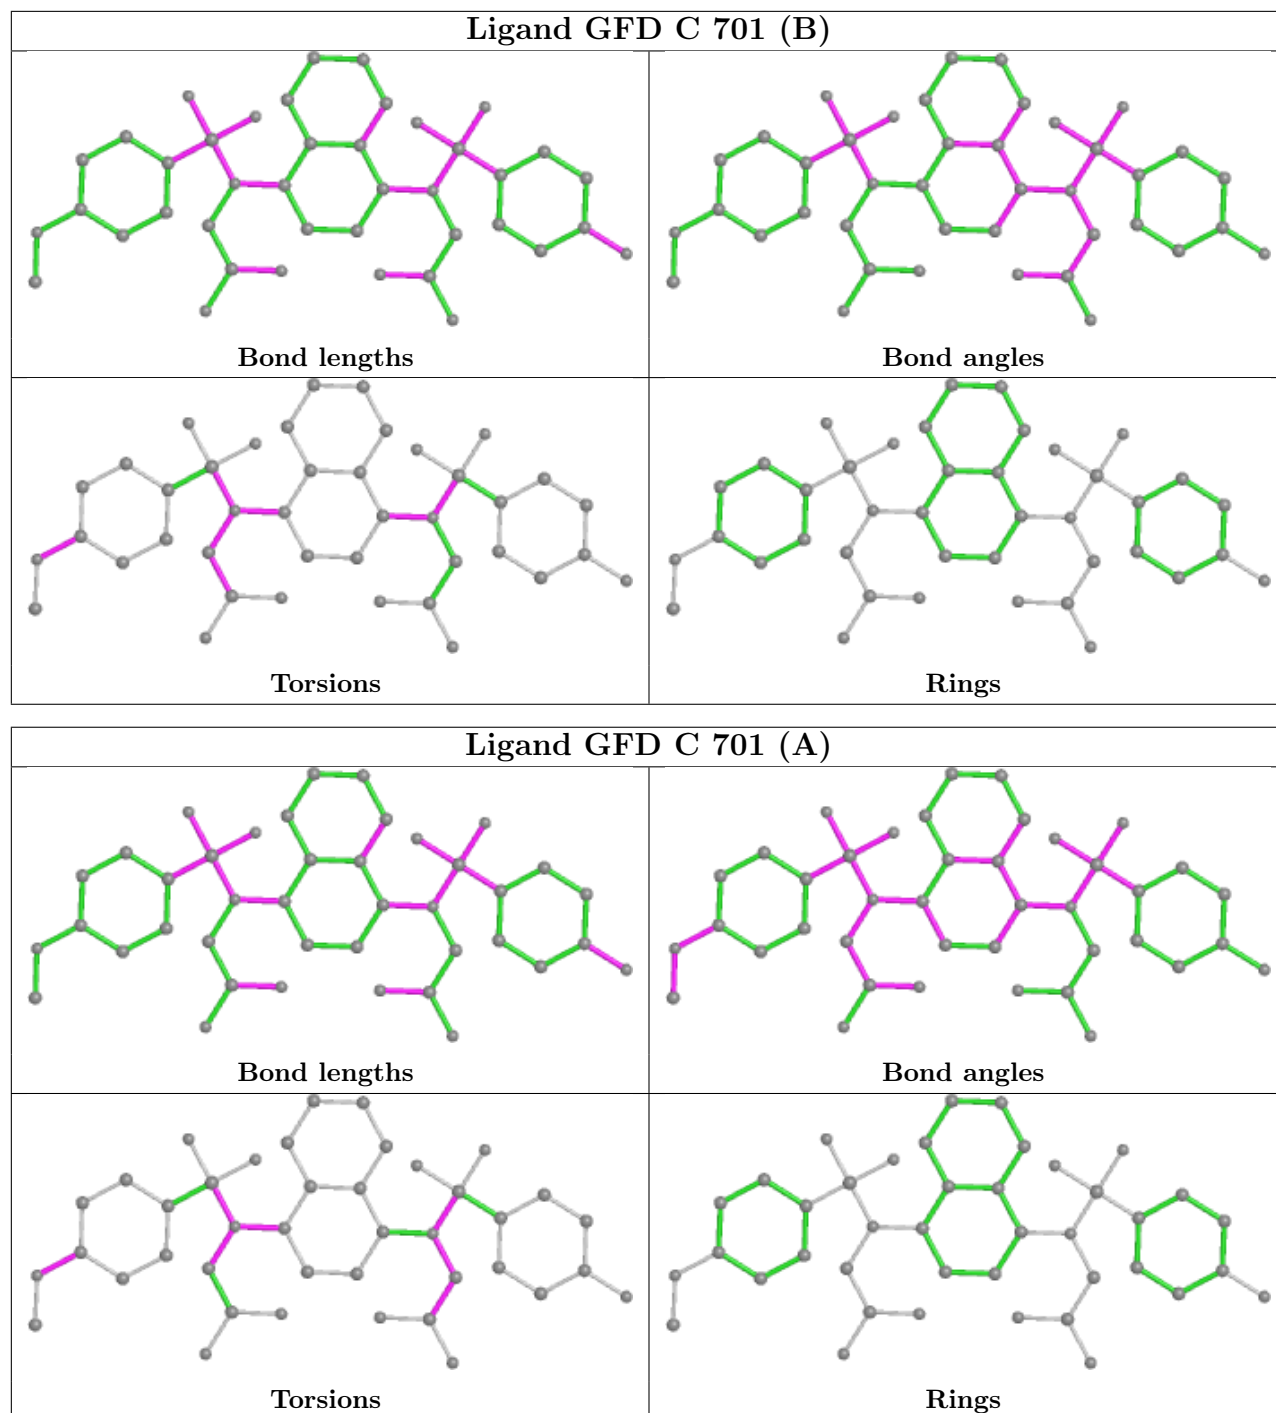 Ligand GFD C 701 (B)
Bond lengths
Bond angles
Torsions
Rings
Ligand GFD C 701 (A)
Bond lengths
Bond angles
Torsions
Rings